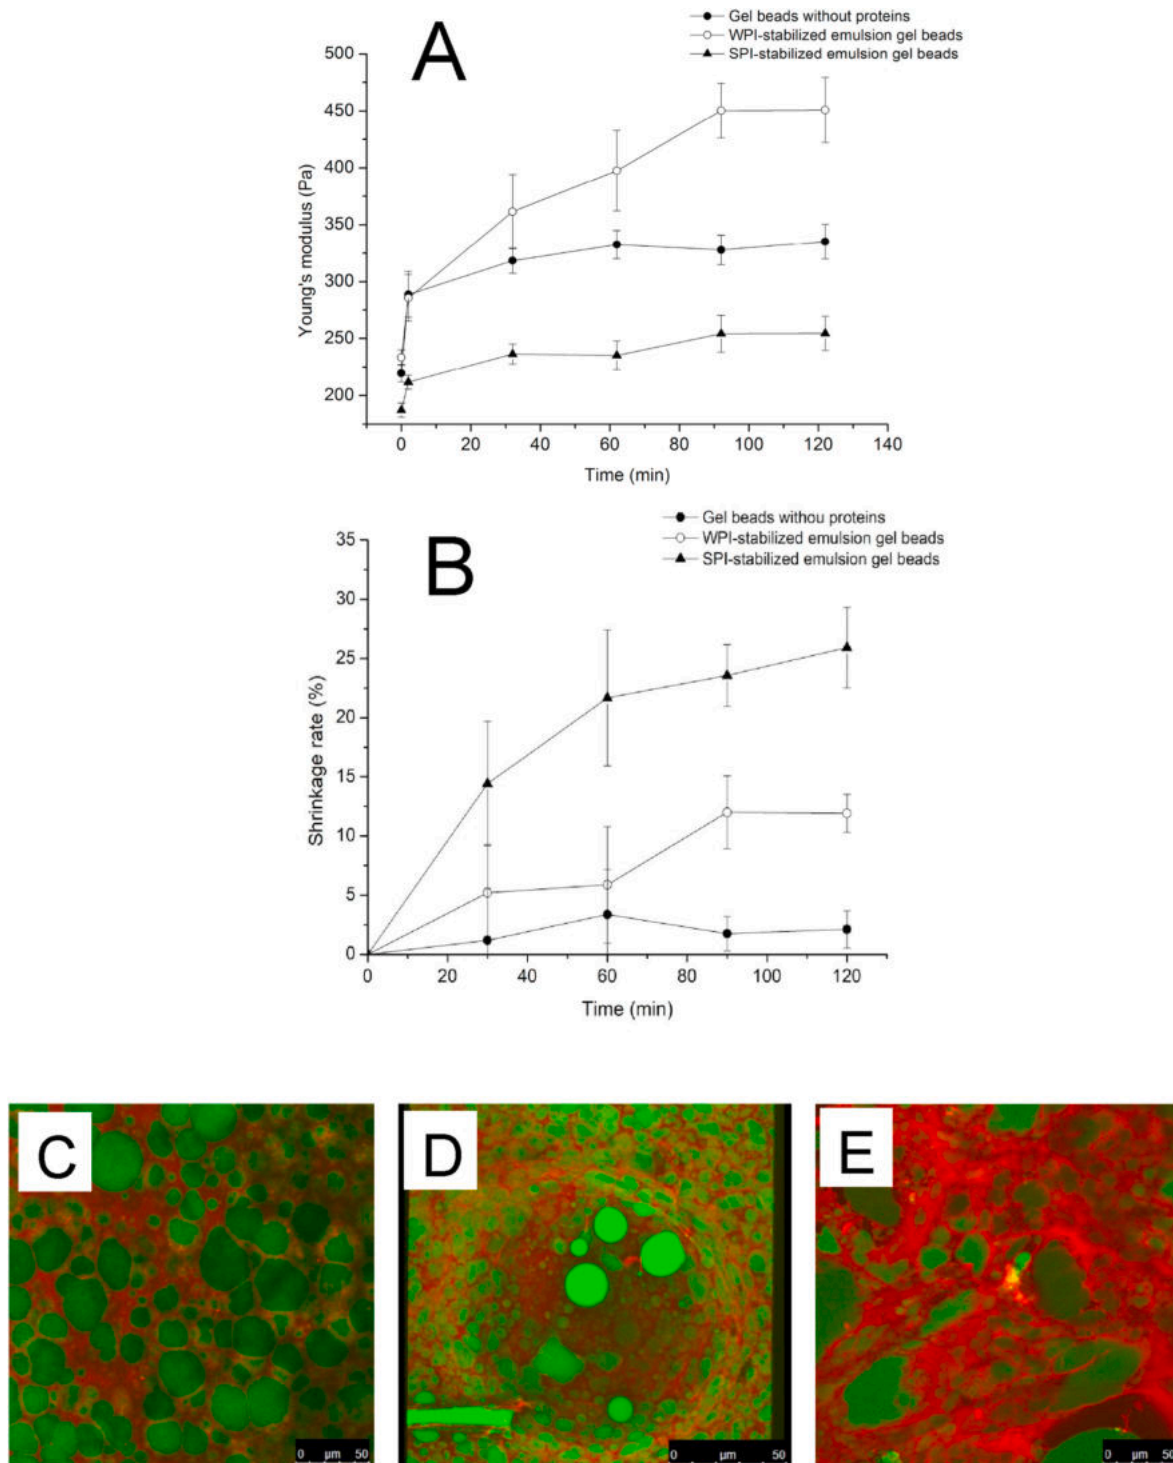 A
Gel beads without proteins
WPI-stabilized emulsion gel beads
SPI-stabilized emulsion gel beads
500
450
400
350
300
250
200
Young's modulus (Pa)
0 20 40 60 80 100 120 140
Time (min)
B
Gel beads withou proteins
WPI-stabilized emulsion gel beads
SPI-stabilized emulsion gel beads
35
30
25
20
15
10
5
0
Shrinkage rate (%)
0 20 40 60 80 100 120
Time (min)
C
D
E
0 µm 50
0 µm 50
0 µm 50